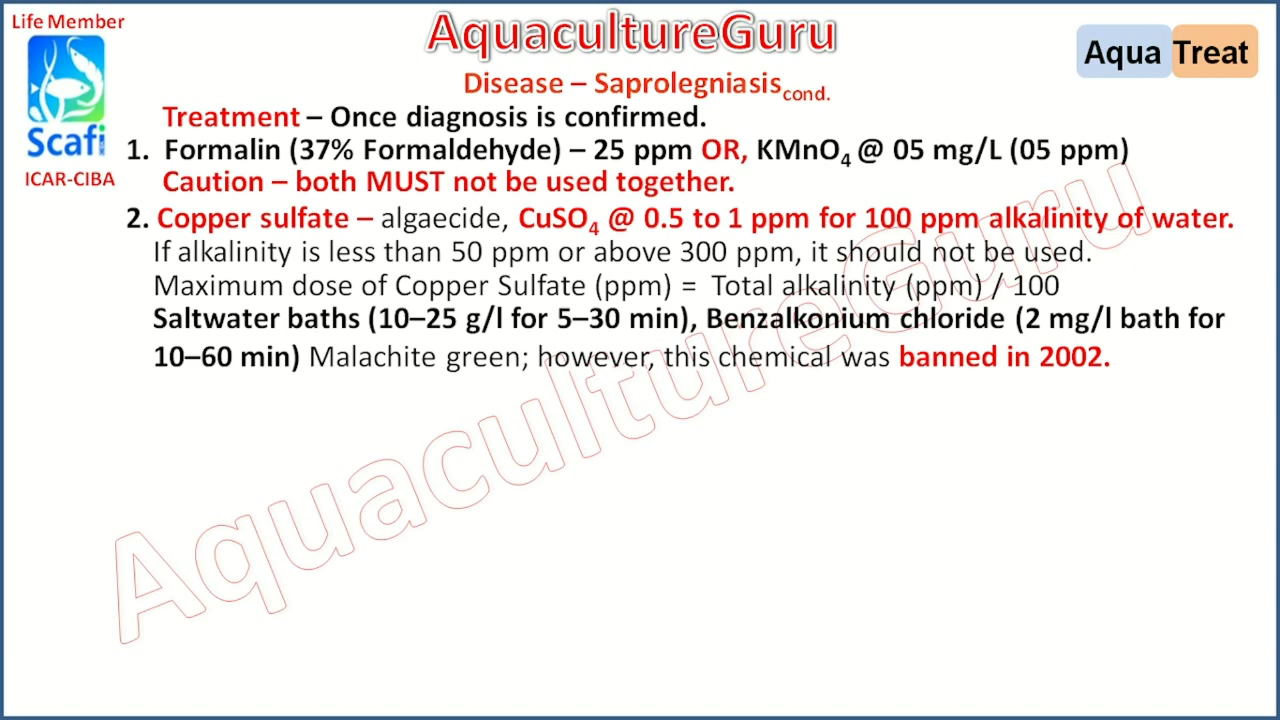 Life Member
AquacultureGuru
Aqua Treat
Disease – Saprolegniasis cond.
Scafi
ICAR-CIBA
Treatment – Once diagnosis is confirmed.
1. Formalin (37% Formaldehyde) – 25 ppm OR, KMnO4 @ 05 mg/L (05 ppm)
Caution – both MUST not be used together.
2. Copper sulfate – algaecide, CuSO4 @ 0.5 to 1 ppm for 100 ppm alkalinity of water.
If alkalinity is less than 50 ppm or above 300 ppm, it should not be used.
Maximum dose of Copper Sulfate (ppm) = Total alkalinity (ppm) / 100
Saltwater baths (10–25 g/l for 5–30 min), Benzalkonium chloride (2 mg/l bath for
10–60 min) Malachite green; however, this chemical was banned in 2002.
AquacultureGuru